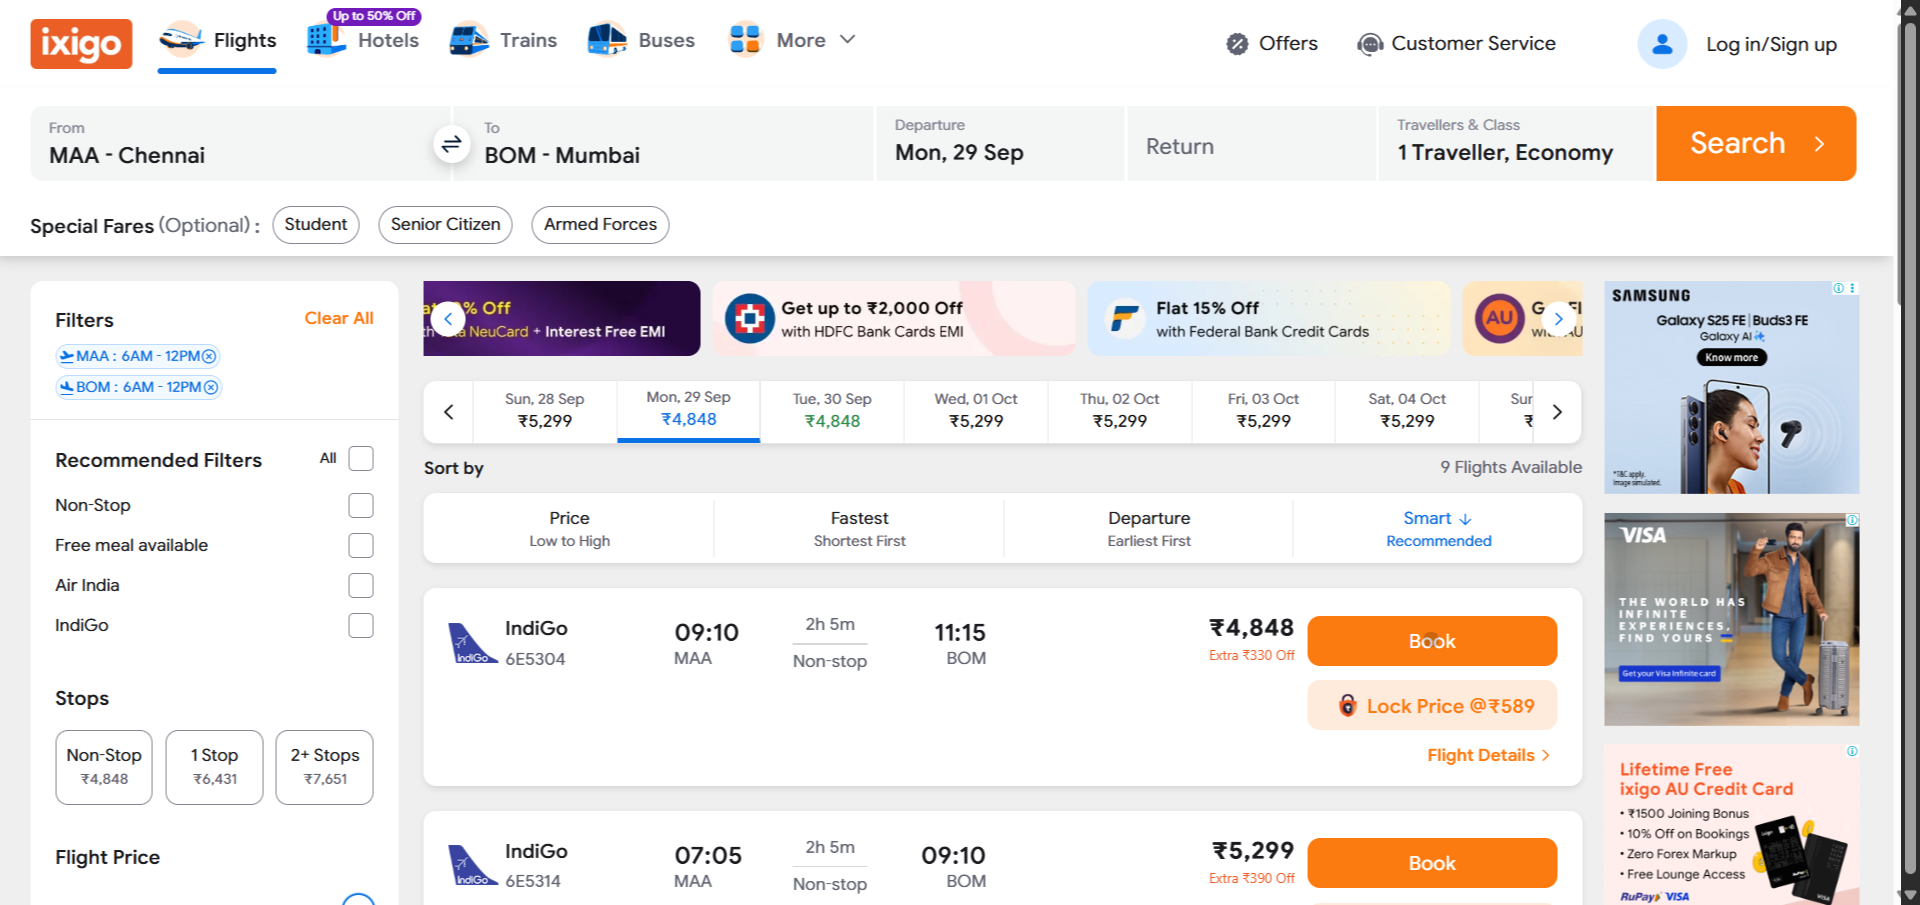 ixigo
Flights
Up to 50% Off
Hotels
Trains
Buses
More
Offers
Customer Service
Log in/Sign up
From
MAA - Chennai
To
BOM - Mumbai
Departure
Mon, 29 Sep
Return
Travellers & Class
1 Traveller, Economy
Search
Special Fares (Optional) :
Student
Senior Citizen
Armed Forces
Filters
Clear All
MAA : 6AM - 12PM
BOM : 6AM - 12PM
Recommended Filters
All
Non-Stop
Free meal available
Air India
IndiGo
Stops
Non-Stop
₹4,848
1 Stop
₹6,431
2+ Stops
₹7,651
Flight Price
% Off
NeuCard + Interest Free EMI
Get up to ₹2,000 Off
with HDFC Bank Cards EMI
Flat 15% Off
with Federal Bank Credit Cards
AU
Sun, 28 Sep
₹5,299
Mon, 29 Sep
₹4,848
Tue, 30 Sep
₹4,848
Wed, 01 Oct
₹5,299
Thu, 02 Oct
₹5,299
Fri, 03 Oct
₹5,299
Sat, 04 Oct
₹5,299
Sort by
9 Flights Available
Price
Low to High
Fastest
Shortest First
Departure
Earliest First
Smart
Recommended
IndiGo
IndiGo
6E5304
09:10
MAA
2h 5m
Non-stop
11:15
BOM
₹4,848
Extra ₹330 Off
Book
Lock Price @₹589
Flight Details
IndiGo
IndiGo
6E5314
07:05
MAA
2h 5m
Non-stop
09:10
BOM
₹5,299
Extra ₹390 Off
Book
SAMSUNG
Galaxy S25 FE | Buds3 FE
Galaxy AI
Know more
*T&C apply.
Image simulated.
VISA
THE WORLD HAS
INFINITE
EXPERIENCES,
FIND YOURS
Get your Visa Infinite card
Lifetime Free
ixigo AU Credit Card
• ₹1500 Joining Bonus
• 10% Off on Bookings
• Zero Forex Markup
• Free Lounge Access
RuPay VISA